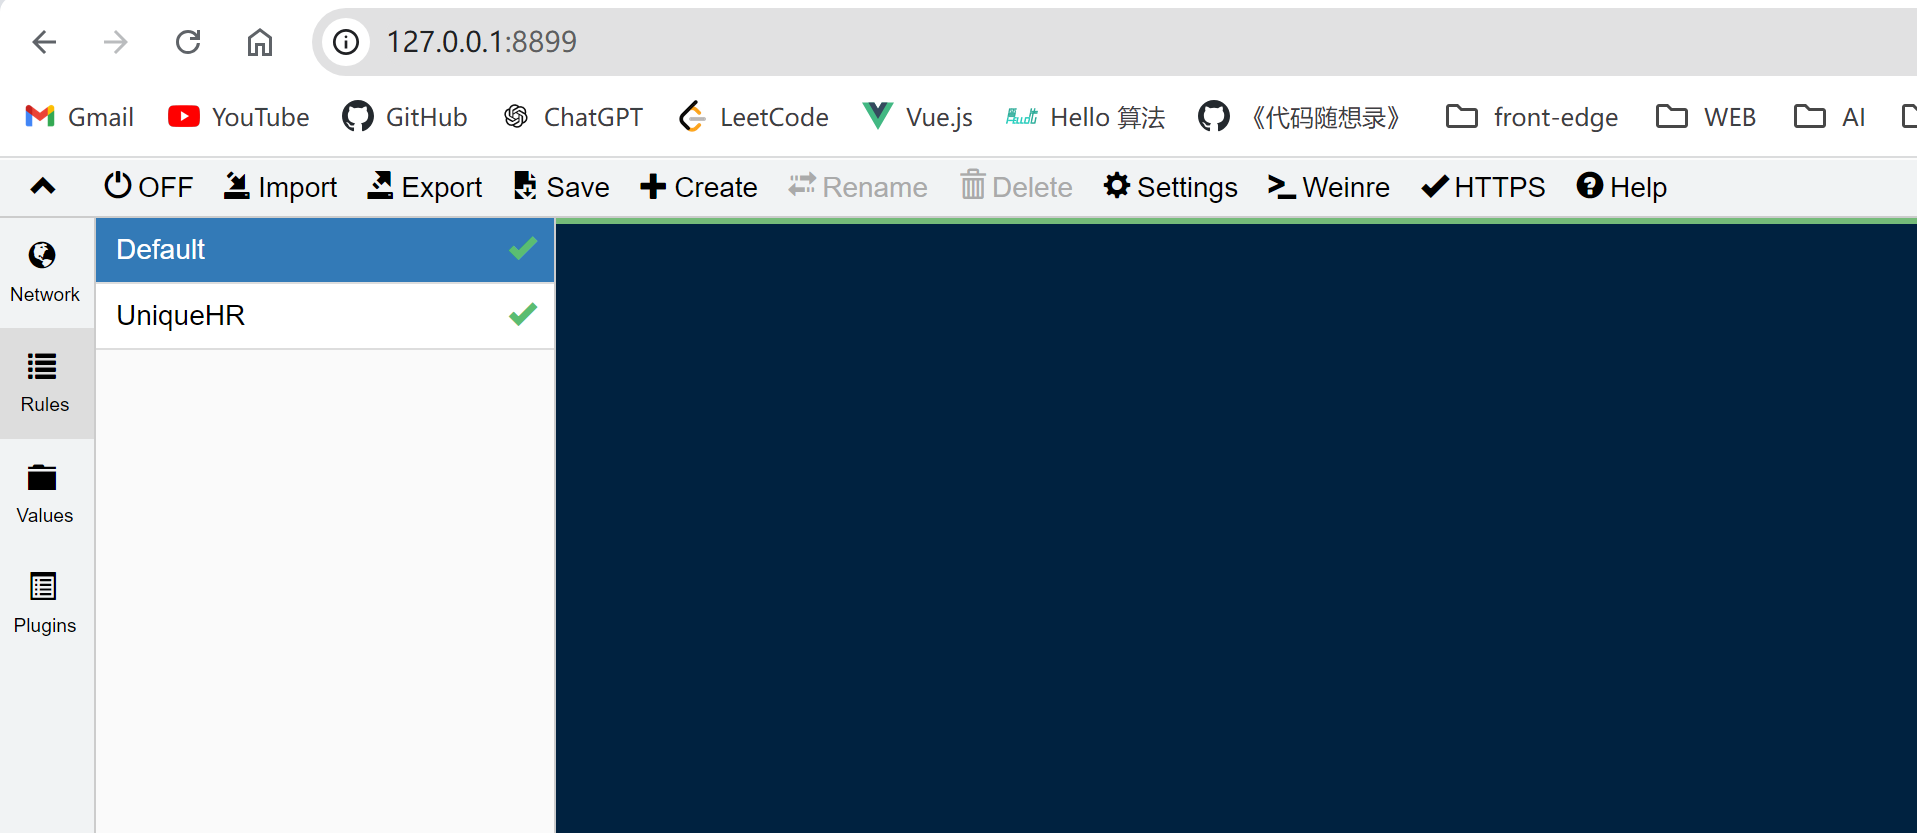 127.0.0.1:8899
Gmail YouTube GitHub ChatGPT LeetCode Vue.js Hello 算法 《代码随想录》 front-edge WEB AI
OFF Import Export Save Create Rename Delete Settings Weinre HTTPS Help
Network
Rules
Values
Plugins
Default
UniqueHR